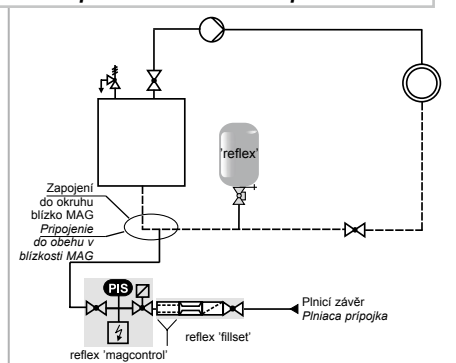 'reflex'
Zapojení
do okruhu
blízko MAG
Pripojenie
do obehu v
blízkosti MAG
PIS
Plnicí závěr
Plniaca prípojka
reflex 'fillset'
reflex 'magcontrol'